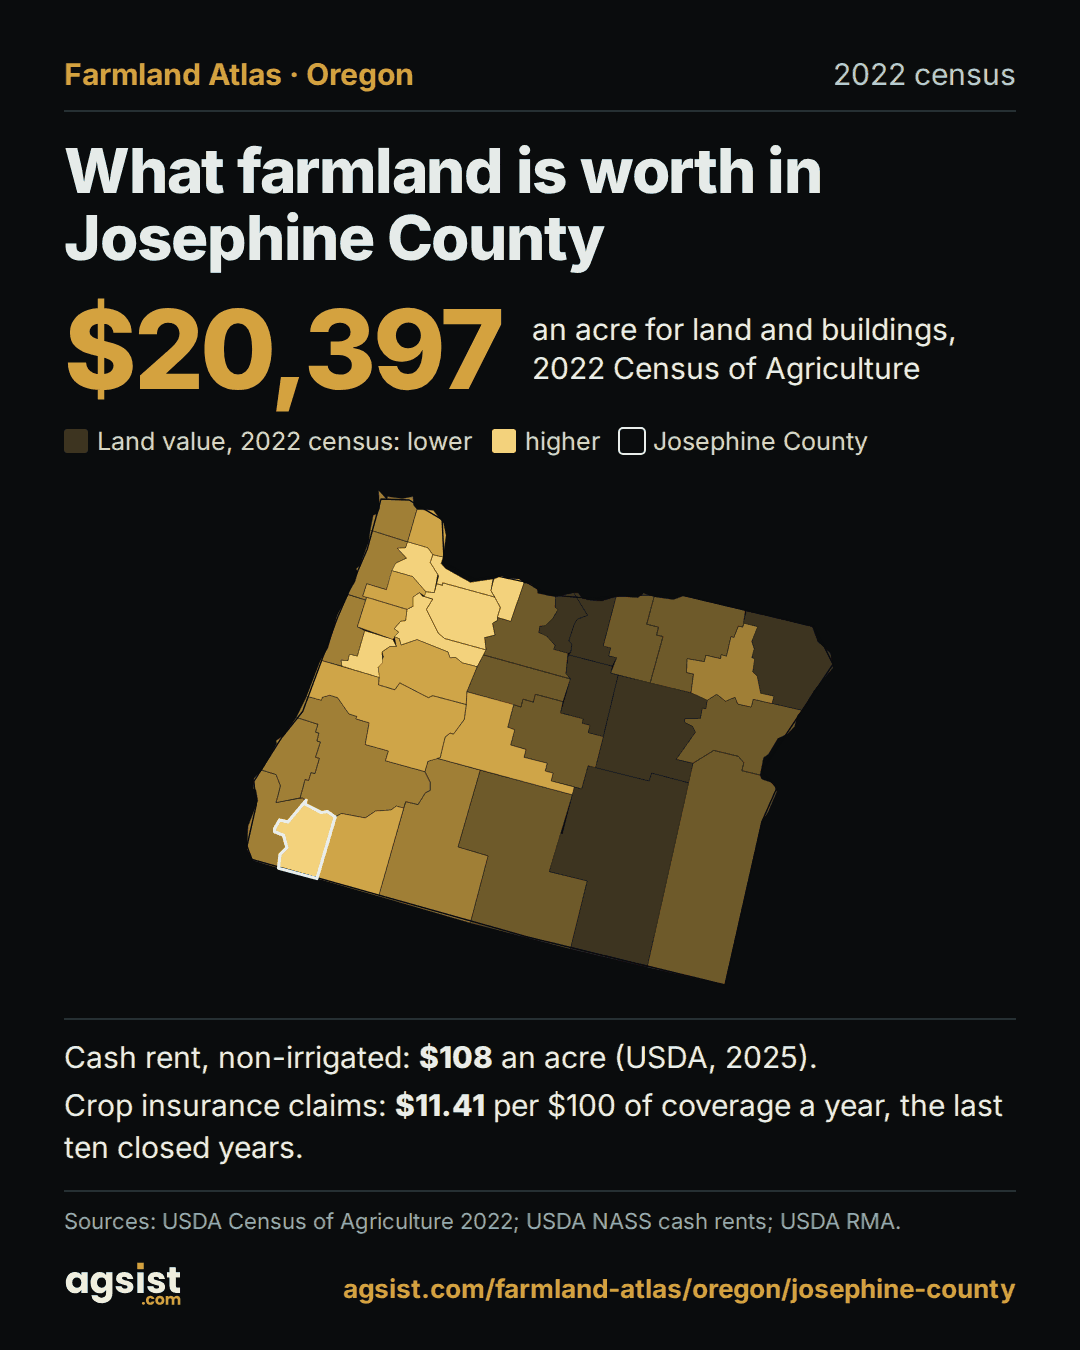 Farmland Atlas · Oregon
2022 census
What farmland is worth in
Josephine County
$20,397
an acre for land and buildings,
2022 Census of Agriculture
Land value, 2022 census: lower
higher
Josephine County
Cash rent, non-irrigated: $108 an acre (USDA, 2025).
Crop insurance claims: $11.41 per $100 of coverage a year, the last
ten closed years.
Sources: USDA Census of Agriculture 2022; USDA NASS cash rents; USDA RMA.
agsist
.com
agsist.com/farmland-atlas/oregon/josephine-county